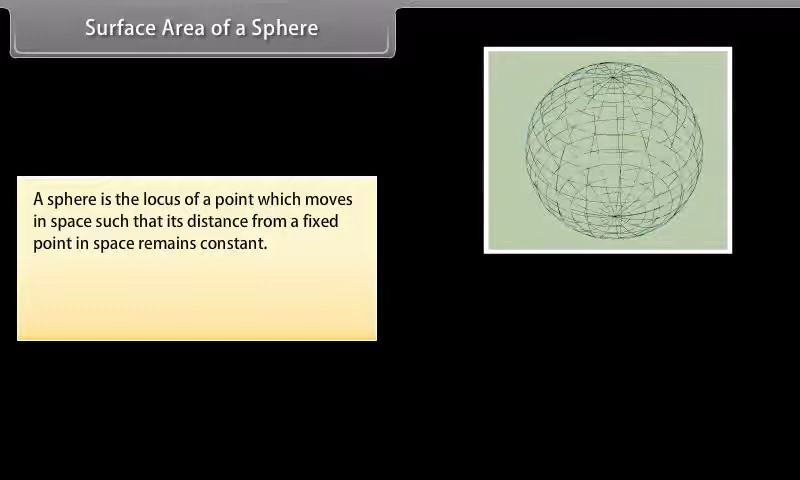 Surface Area of a Sphere
A sphere is the locus of a point which moves
in space such that its distance from a fixed
point in space remains constant.